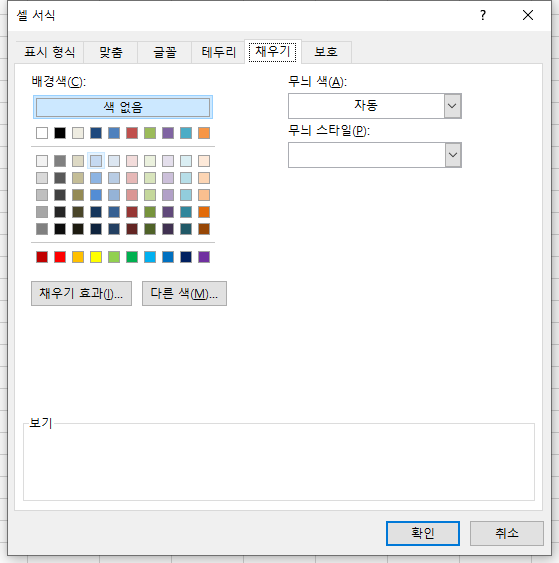 셀 서식
?
표시 형식 맞춤 글꼴 테두리 채우기 보호
배경색(C):
색 없음
무늬 색(A):
자동
무늬 스타일(P):
채우기 효과(I)...
다른 색(M)...
보기
확인
취소